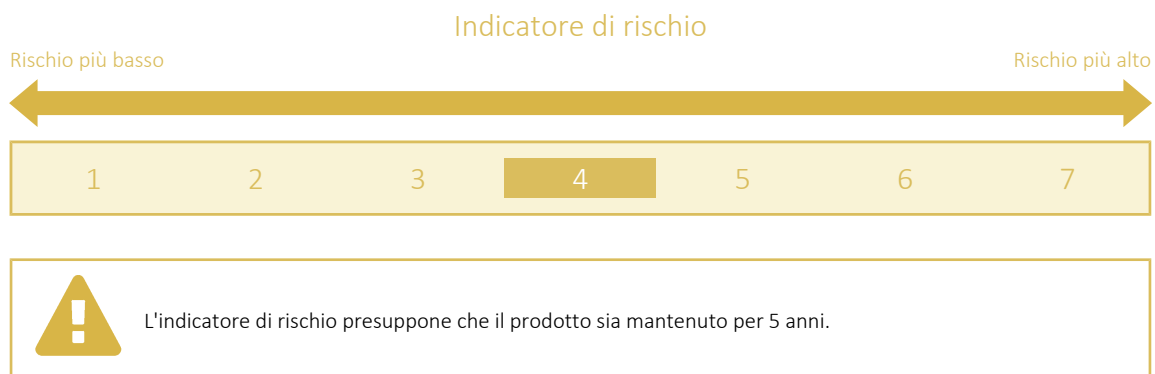 Indicatore di rischio
Rischio più basso Rischio più alto
1 2 3 4 5 6 7
L'indicatore di rischio presuppone che il prodotto sia mantenuto per 5 anni.